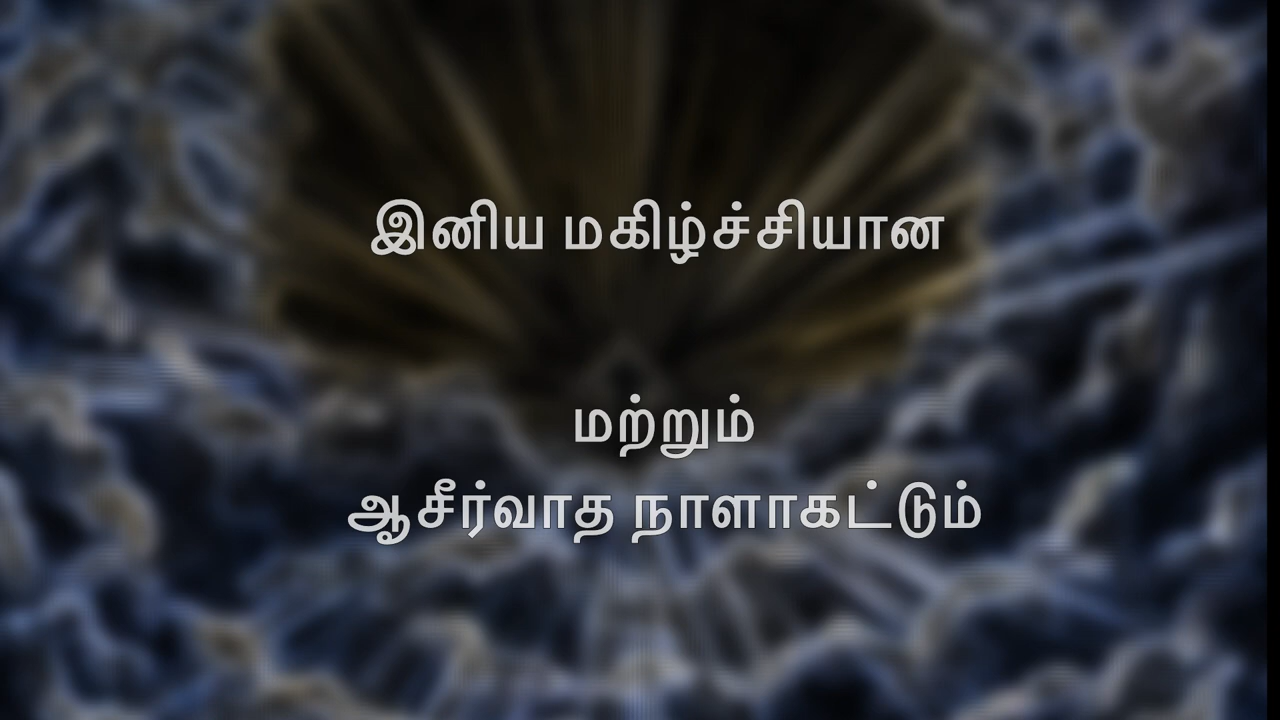 இனிய மகிழ்ச்சியான
மற்றும்
ஆசீர்வாத நாளாகட்டும்